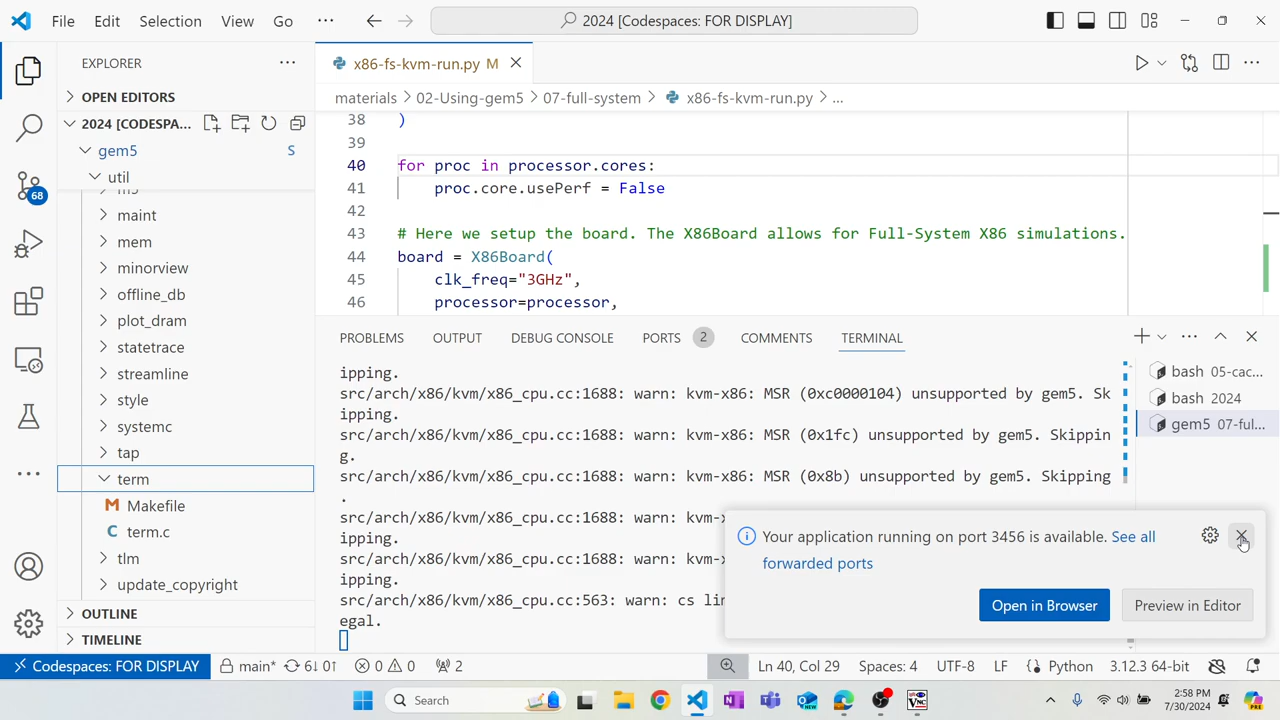 File Edit Selection View Go ··· 2024 [Codespaces: FOR DISPLAY]
EXPLORER
OPEN EDITORS
2024 [CODESPA...
gem5 S
util
maint
mem
minorview
offline_db
plot_dram
statetrace
streamline
style
systemc
tap
term
M Makefile
C term.c
tlm
update_copyright
OUTLINE
TIMELINE
68
x86-fs-kvm-run.py M
materials > 02-Using-gem5 > 07-full-system > x86-fs-kvm-run.py > ...
38 )
39
40 for proc in processor.cores:
41 proc.core.usePerf = False
42
43 # Here we setup the board. The X86Board allows for Full-System X86 simulations.
44 board = X86Board(
45 clk_freq="3GHz",
46 processor=processor,
PROBLEMS OUTPUT DEBUG CONSOLE PORTS 2 COMMENTS TERMINAL
ipping.
src/arch/x86/kvm/x86_cpu.cc:1688: warn: kvm-x86: MSR (0xc0000104) unsupported by gem5. Sk
ipping.
src/arch/x86/kvm/x86_cpu.cc:1688: warn: kvm-x86: MSR (0x1fc) unsupported by gem5. Skippin
g.
src/arch/x86/kvm/x86_cpu.cc:1688: warn: kvm-x86: MSR (0x8b) unsupported by gem5. Skipping
.
src/arch/x86/kvm/x86_cpu.cc:1688: warn: kvm-
ipping.
src/arch/x86/kvm/x86_cpu.cc:1688: warn: kvm-
ipping.
src/arch/x86/kvm/x86_cpu.cc:563: warn: cs lim
egal.
bash 05-cac...
bash 2024
gem5 07-ful...
Your application running on port 3456 is available. See all
forwarded ports
Open in Browser Preview in Editor
Codespaces: FOR DISPLAY main* 6↓ 0↑ 0 0 2 Ln 40, Col 29 Spaces: 4 UTF-8 LF Python 3.12.3 64-bit
Search
2:58 PM
7/30/2024